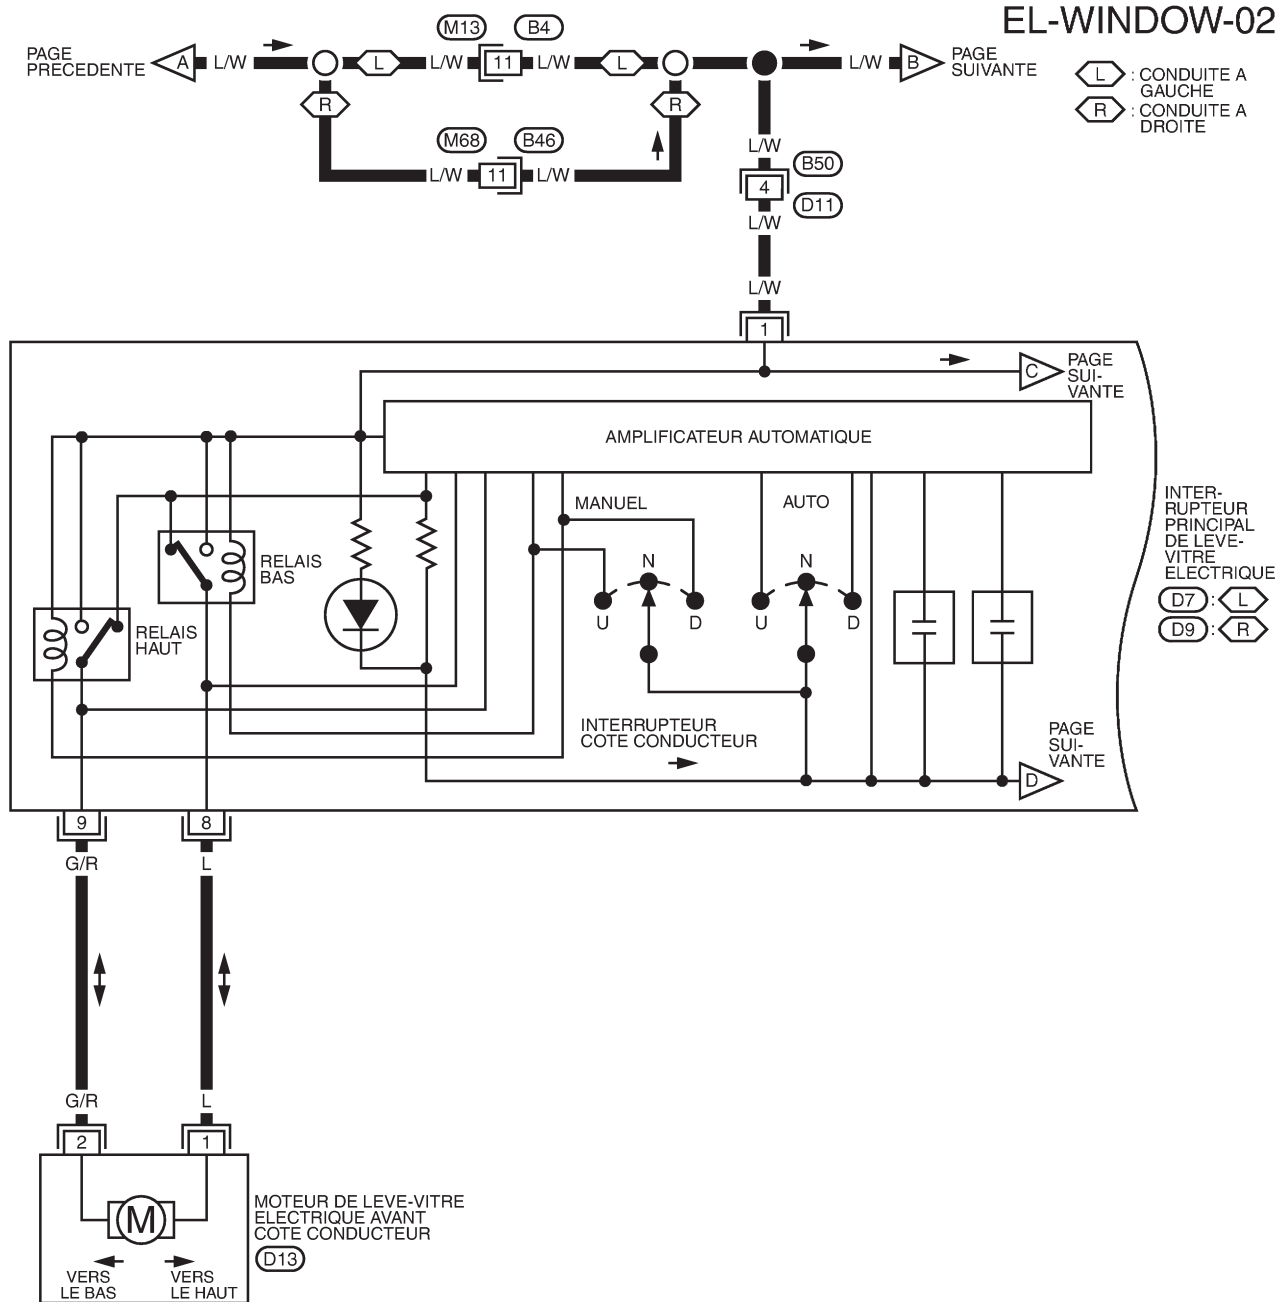 EL-WINDOW-02
PAGE
PRECEDENTE
A
L/W
L
L/W
M13
B4
11
L/W
L
L/W
B
PAGE
SUIVANTE
L : CONDUITE A
GAUCHE
R : CONDUITE A
DROITE
R
R
M68
B46
L/W
11
L/W
L/W
B50
4
D11
L/W
L/W
1
C
PAGE
SUI-
VANTE
AMPLIFICATEUR AUTOMATIQUE
MANUEL
AUTO
RELAIS
BAS
RELAIS
HAUT
N
U
D
N
U
D
INTER-
RUPTEUR
PRINCIPAL
DE LEVE-
VITRE
ELECTRIQUE
D7 : L
D9 : R
INTERRUPTEUR
COTE CONDUCTEUR
PAGE
SUI-
VANTE
D
9
8
G/R
L
G/R
L
2
1
M
MOTEUR DE LEVE-VITRE
ELECTRIQUE AVANT
COTE CONDUCTEUR
D13
VERS
LE BAS
VERS
LE HAUT